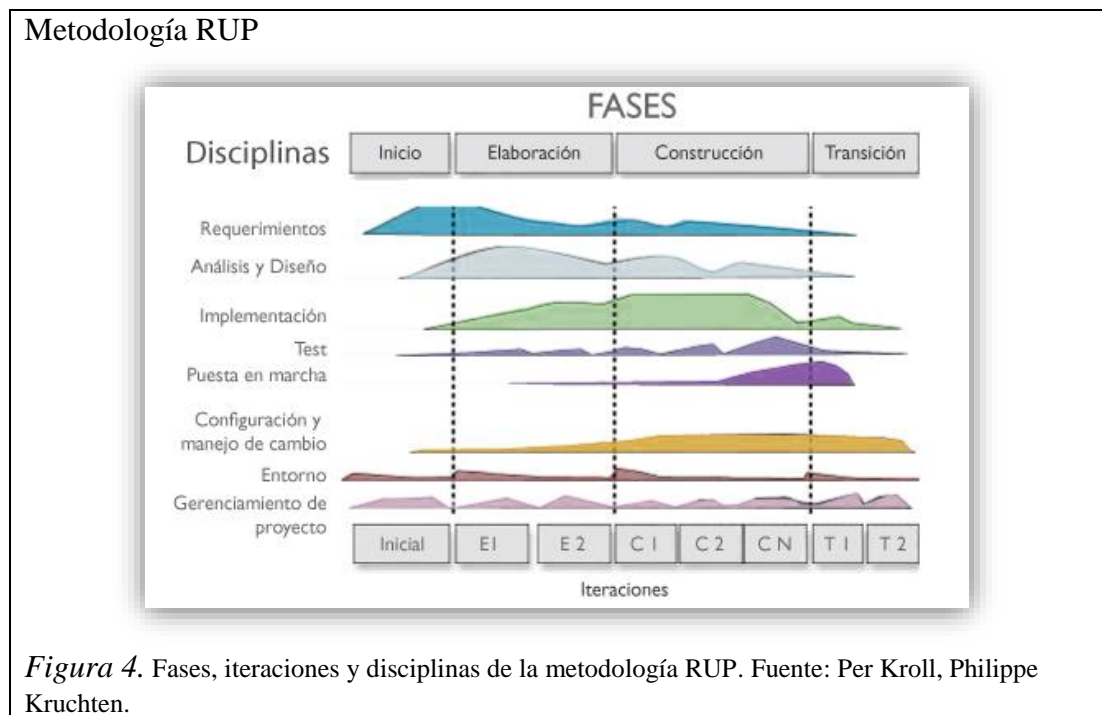 Metodología RUP
FASES
Disciplinas
Inicio
Elaboración
Construcción
Transición
Requerimientos
Análisis y Diseño
Implementación
Test
Puesta en marcha
Configuración y
manejo de cambio
Entorno
Gerenciamiento de
proyecto
Inicial
E1
E 2
C 1
C 2
C N
T 1
T 2
Iteraciones
Figura 4. Fases, iteraciones y disciplinas de la metodología RUP. Fuente: Per Kroll, Philippe
Kruchten.